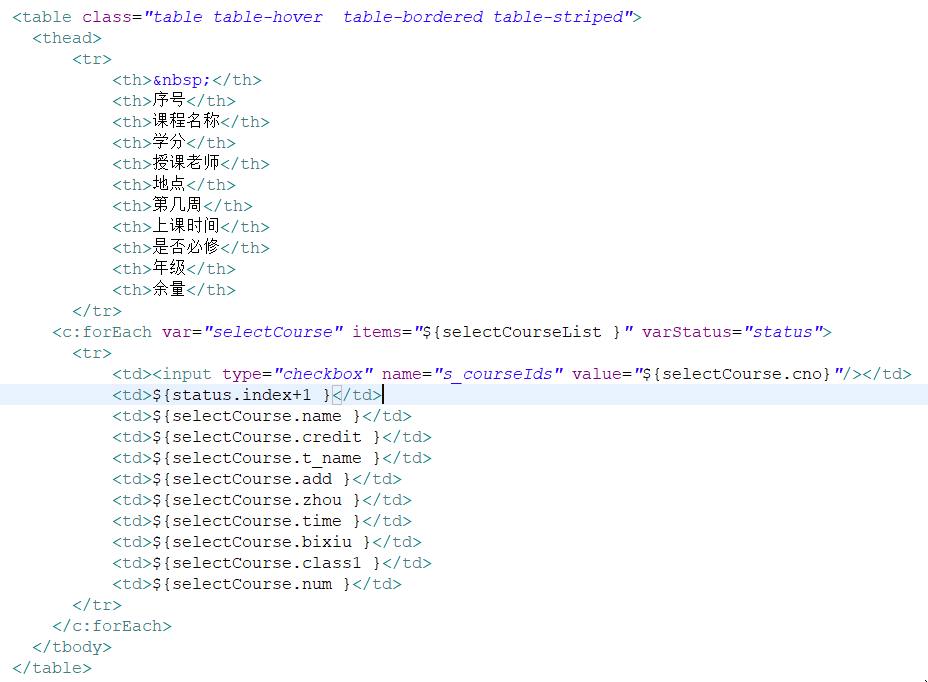 <table class="table table-hover  table-bordered table-striped">
<thead>
<tr>
<th>&nbsp;</th>
<th>序号</th>
<th>课程名称</th>
<th>学分</th>
<th>授课老师</th>
<th>地点</th>
<th>第几周</th>
<th>上课时间</th>
<th>是否必修</th>
<th>年级</th>
<th>余量</th>
</tr>
<c:forEach var="selectCourse" items="${selectCourseList }" varStatus="status">
<tr>
<td><input type="checkbox" name="s_courseIds" value="${selectCourse.cno}"/></td>
<td>${status.index+1 }</td>
<td>${selectCourse.name }</td>
<td>${selectCourse.credit }</td>
<td>${selectCourse.t_name }</td>
<td>${selectCourse.add }</td>
<td>${selectCourse.zhou }</td>
<td>${selectCourse.time }</td>
<td>${selectCourse.bixiu }</td>
<td>${selectCourse.class1 }</td>
<td>${selectCourse.num }</td>
</tr>
</c:forEach>
</tbody>
</table>